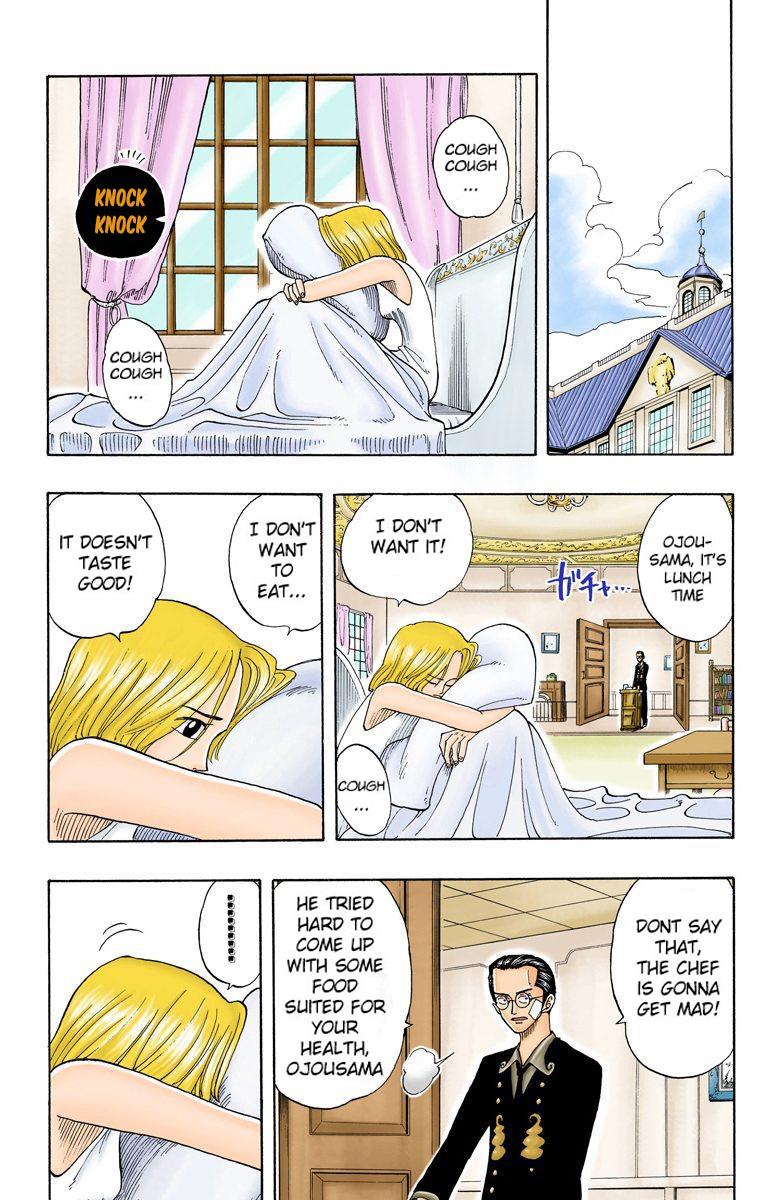 COUGH
COUGH
...
KNOCK
KNOCK
COUGH
COUGH
...
OJOU-
SAMA, IT'S
LUNCH
TIME
ガチャ...
I DON'T
WANT IT!
COUGH
...
I DON'T
WANT
TO
EAT...
IT DOESN'T
TASTE
GOOD!
DONT SAY
THAT,
THE CHEF
IS GONNA
GET MAD!
HE TRIED
HARD TO
COME UP
WITH SOME
FOOD
SUITED FOR
YOUR
HEALTH,
OJOUSAMA
.........